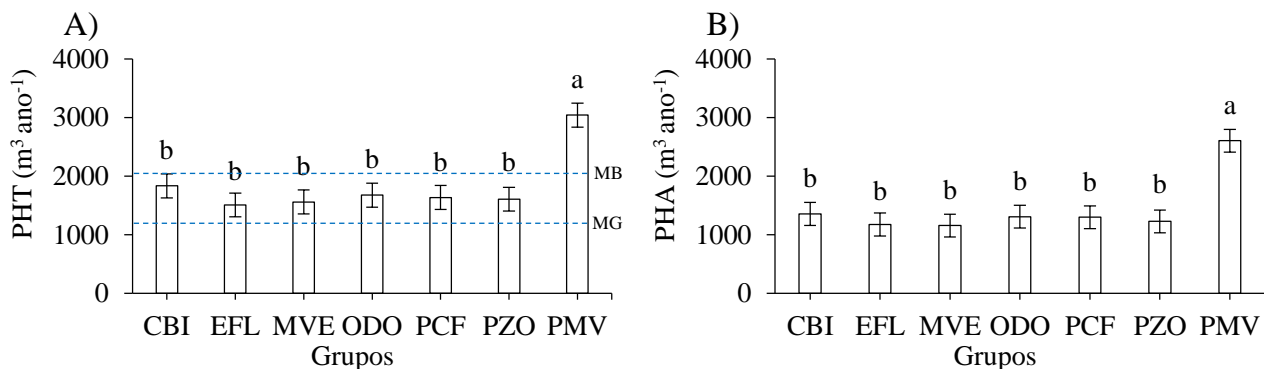 A)
PHT (m³ ano⁻¹)
4000
3000
2000
1000
0
b b b b b b a
MB
MG
CBI EFL MVE ODO PCF PZO PMV
Grupos
B)
PHA (m³ ano⁻¹)
4000
3000
2000
1000
0
b b b b b b a
CBI EFL MVE ODO PCF PZO PMV
Grupos